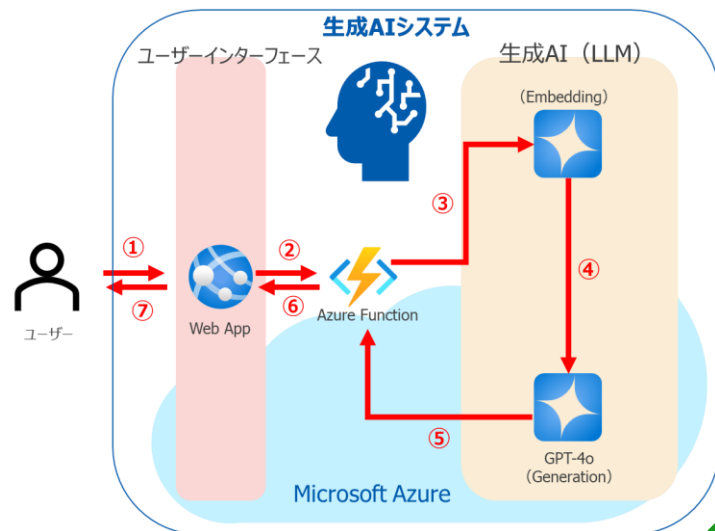 生成AIシステム
ユーザーインターフェース
生成AI（LLM）
（Embedding）
③
①
②
④
⑦
⑥
ユーザー
Web App
Azure Function
⑤
GPT-4o
（Generation）
Microsoft Azure